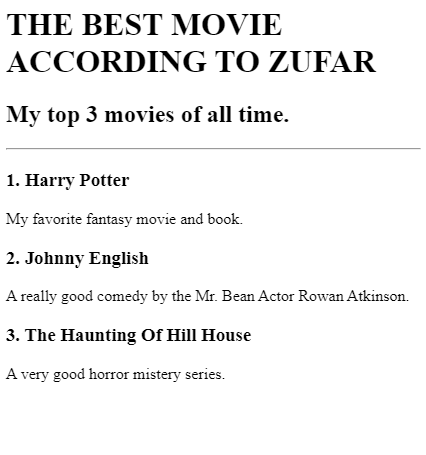 THE BEST MOVIE
ACCORDING TO ZUFAR
My top 3 movies of all time.
1. Harry Potter
My favorite fantasy movie and book.
2. Johnny English
A really good comedy by the Mr. Bean Actor Rowan Atkinson.
3. The Haunting Of Hill House
A very good horror mistery series.